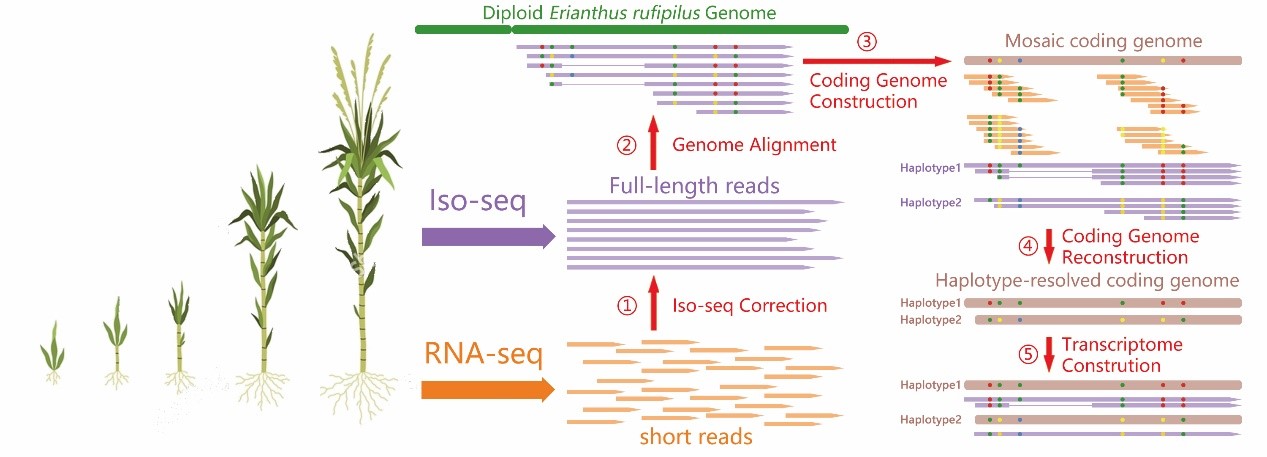 Diploid Erianthus rufipilus Genome
③
Coding Genome
Construction
Mosaic coding genome
②
Genome Alignment
Iso-seq
Full-length reads
Haplotype1
Haplotype2
④
Coding Genome
Reconstruction
Haplotype-resolved coding genome
①
Iso-seq Correction
Haplotype1
Haplotype2
RNA-seq
short reads
⑤
Transcriptome
Constrution
Haplotype1
Haplotype2